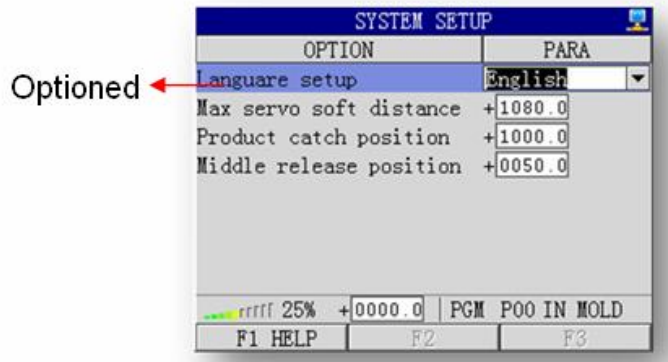 SYSTEM SETUP
OPTION PARA
Optioned
Languare setup English
Max servo soft distance +1080.0
Product catch position +1000.0
Middle release position +0050.0
25% +0000.0 PGM P00 IN MOLD
F1 HELP F2 F3